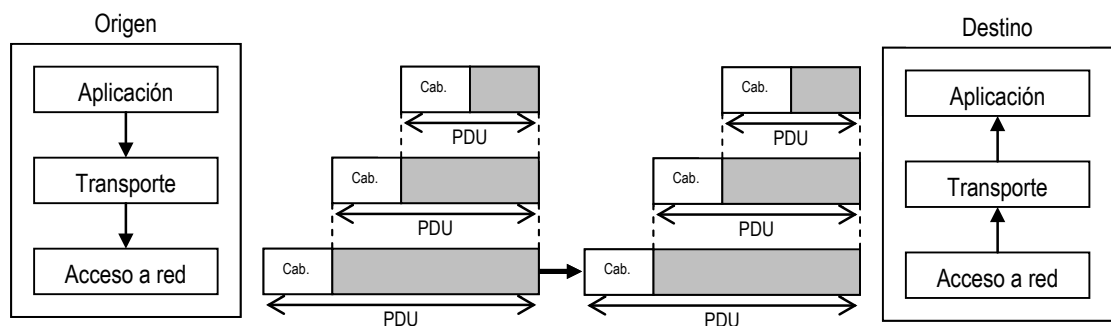 Origen
Aplicación
Transporte
Acceso a red
Cab.
PDU
Cab.
PDU
Cab.
PDU
Cab.
PDU
Cab.
PDU
Cab.
PDU
Destino
Aplicación
Transporte
Acceso a red